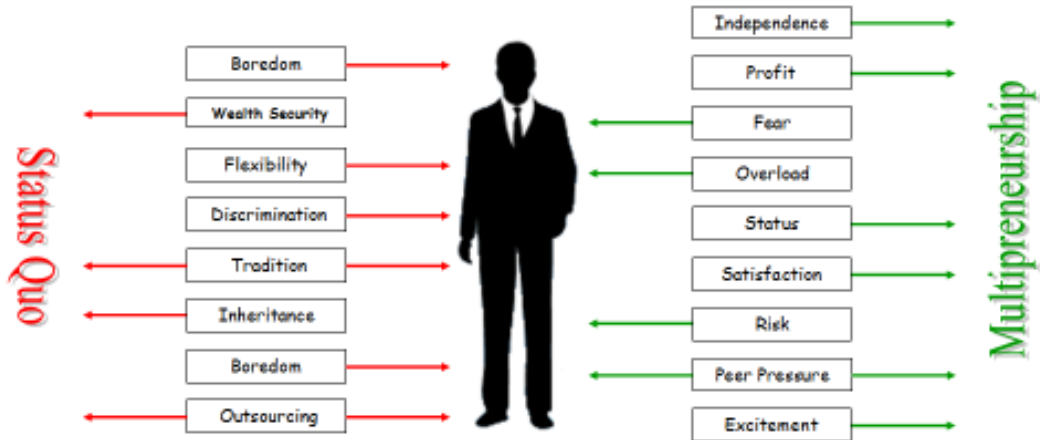 Status Quo
Boredom
Wealth Security
Flexibility
Discrimination
Tradition
Inheritance
Boredom
Outsourcing
Independence
Profit
Fear
Overload
Status
Satisfaction
Risk
Peer Pressure
Excitement
Multipreneurship